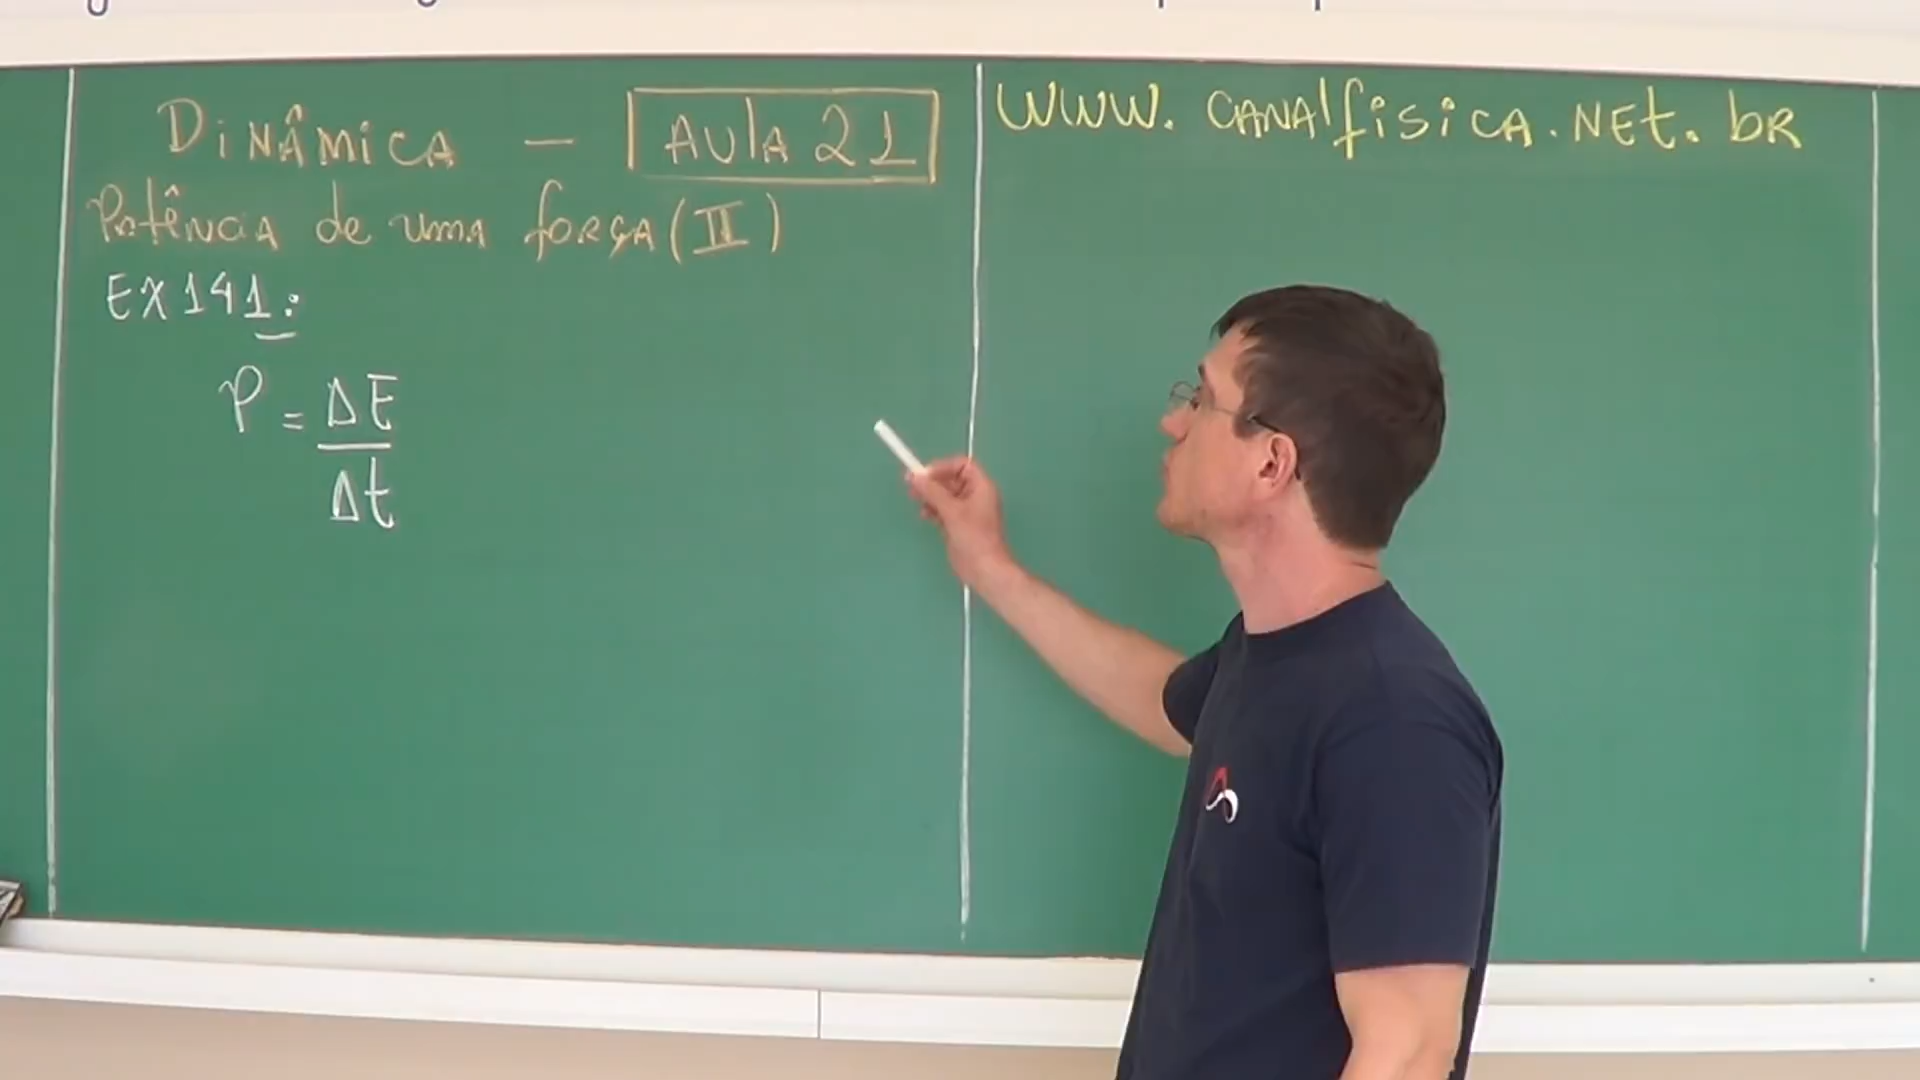 DINÂMICA - AULA 21
Potência de uma força (II)
EX 141:
P = ΔE
Δt
www.canalfisica.net.br